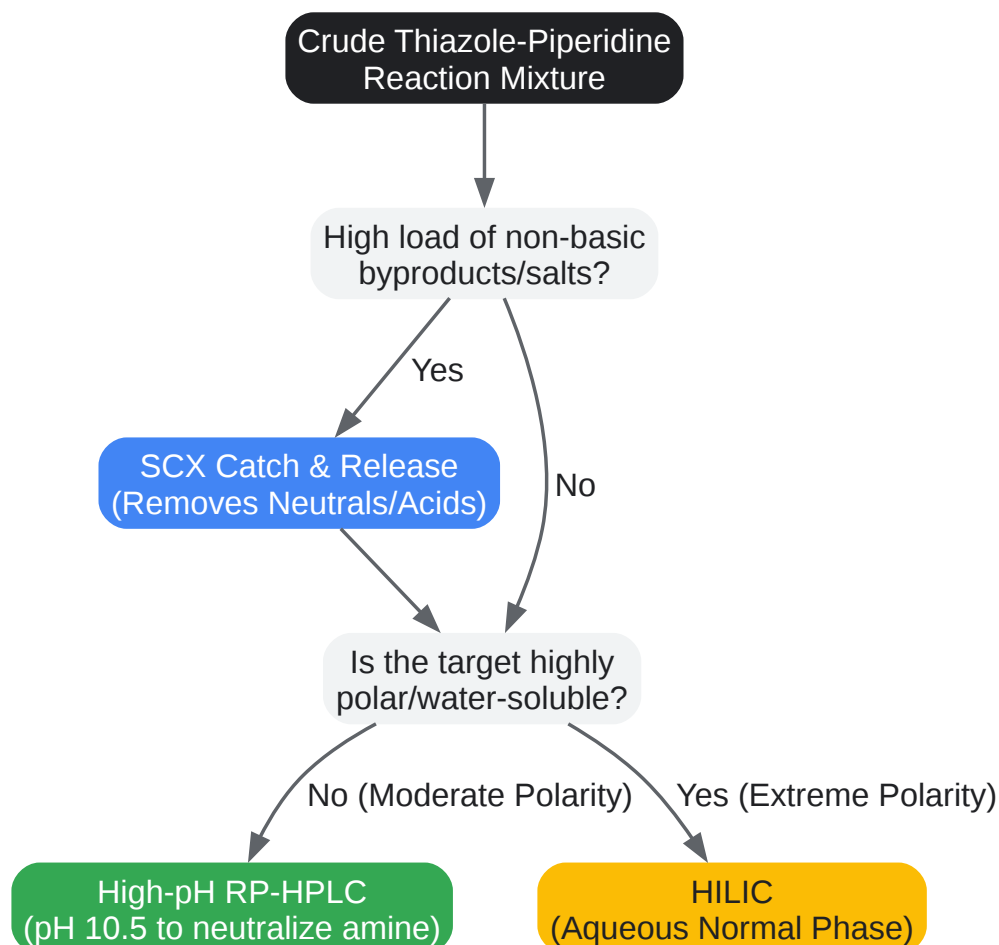 Crude Thiazole-Piperidine
Reaction Mixture
High load of non-basic
byproducts/salts?
Yes
SCX Catch & Release
(Removes Neutrals/Acids)
No
Is the target highly
polar/water-soluble?
No (Moderate Polarity)
Yes (Extreme Polarity)
High-pH RP-HPLC
(pH 10.5 to neutralize amine)
HILIC
(Aqueous Normal Phase)